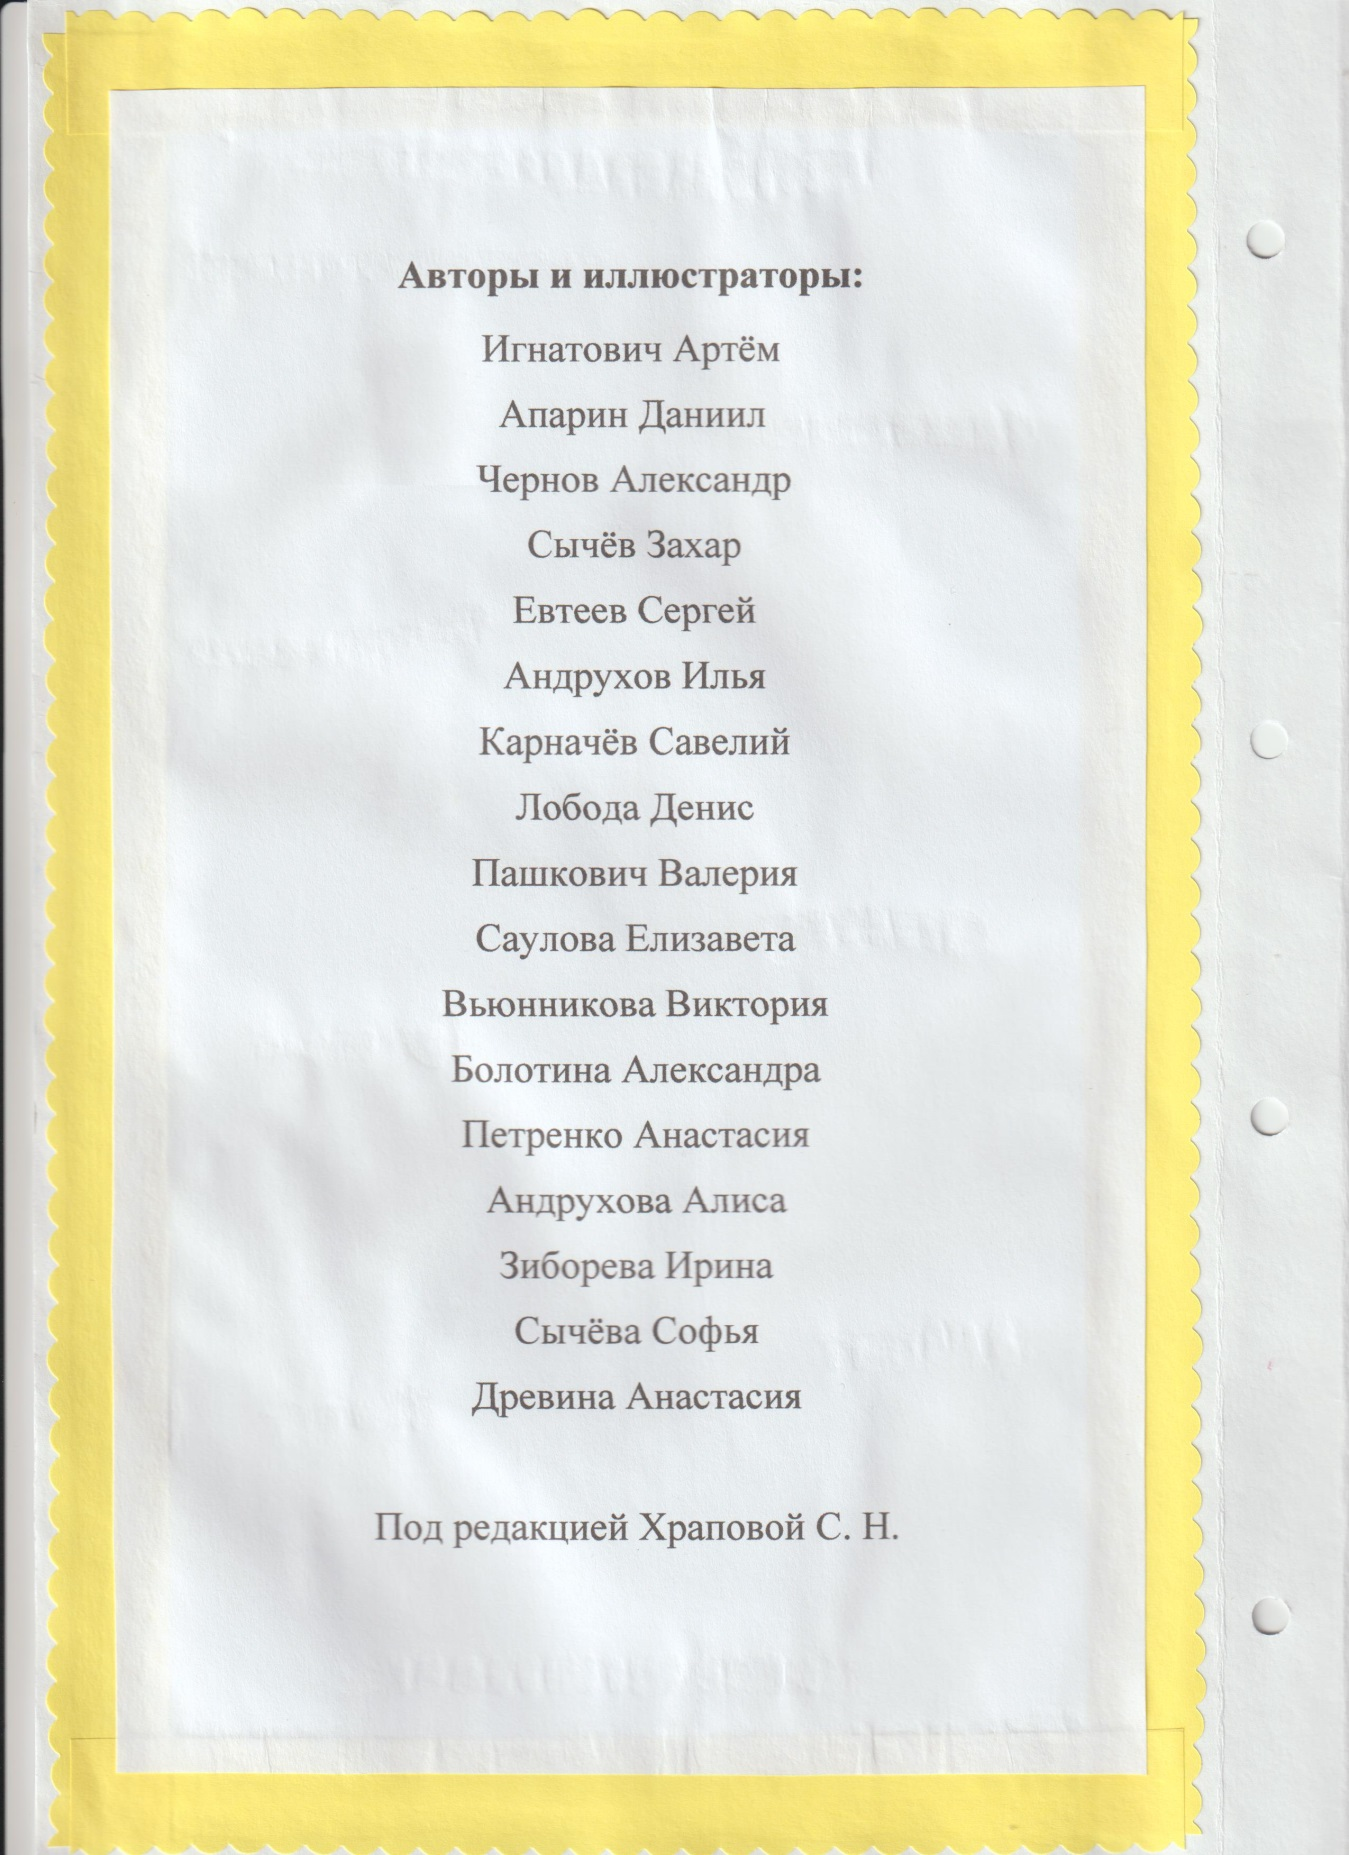 Авторы и иллюстраторы:
Игнатович Артём
Апарин Даниил
Чернов Александр
Сычёв Захар
Евтеев Сергей
Андрухов Илья
Карначёв Савелий
Лобода Денис
Пашкович Валерия
Саулова Елизавета
Вьюнникова Виктория
Болотина Александра
Петренко Анастасия
Андрухова Алиса
Зиборева Ирина
Сычёва Софья
Древина Анастасия
Под редакцией Храповой С. Н.